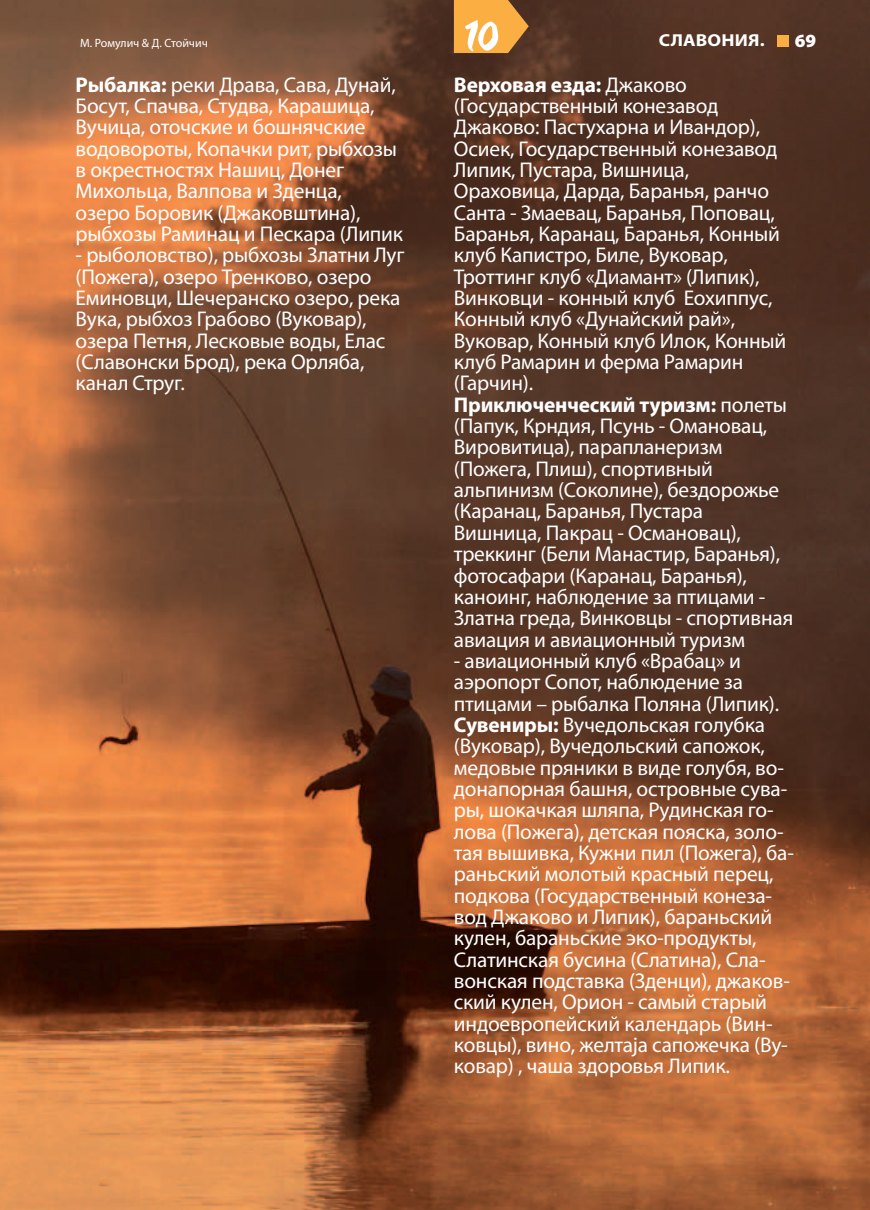 М. Ромулич & Д. Стойчич
10
СЛАВОНИЯ. 69
Рыбалка: реки Драва, Сава, Дунай,
Босут, Спачва, Студва, Карашица,
Вучица, оточские и бошнячские
водовороты, Копачки рит, рыбхозы
в окрестностях Нашиц, Донег
Михольца, Валпова и Зденца,
озеро Боровик (Джаковштина),
рыбхозы Раминац и Пескара (Липик
- рыболовство), рыбхозы Златни Луг
(Пожега), озеро Тренково, озеро
Еминовци, Шечеранско озеро, река
Вука, рыбхоз Грабово (Вуковар),
озера Петня, Лесковые воды, Елас
(Славонски Брод), река Орляба,
канал Струг.
Верховая езда: Джаково
(Государственный конезавод
Джаково: Пастухарна и Ивандор),
Осиек, Государственный конезавод
Липик, Пустара, Вишница,
Ораховица, Дарда, Баранья, ранчо
Санта - Змаевац, Баранья, Поповац,
Баранья, Каранац, Баранья, Конный
клуб Капистро, Биле, Вуковар,
Троттинг клуб «Диамант» (Липик),
Винковци - конный клуб Еохиппус,
Конный клуб «Дунайский рай»,
Вуковар, Конный клуб Илок, Конный
клуб Рамарин и ферма Рамарин
(Гарчин).
Приключенческий туризм: полеты
(Папук, Крндия, Псунь - Омановац,
Вировитица), парапланеризм
(Пожега, Плиш), спортивный
альпинизм (Соколине), бездорожье
(Каранац, Баранья, Пустара
Вишница, Пакрац - Османовац),
треккинг (Бели Манастир, Баранья),
фотосафари (Каранац, Баранья),
каноинг, наблюдение за птицами -
Златна греда, Винковцы - спортивная
авиация и авиационный туризм
- авиационный клуб «Врабац» и
аэропорт Сопот, наблюдение за
птицами – рыбалка Поляна (Липик).
Сувениры: Вучедольская голубка
(Вуковар), Вучедольский сапожок,
медовые пряники в виде голубя, во-
донапорная башня, островные сува-
ры, шокачкая шляпа, Рудинская го-
лова (Пожега), детская пояска, золо-
тая вышивка, Кужни пил (Пожега), ба-
раньский молотый красный перец,
подкова (Государственный конеза-
вод Джаково и Липик), бараньский
кулен, бараньские эко-продукты,
Слатинская бусина (Слатина), Сла-
вонская подставка (Зденци), джаков-
ский кулен, Орион - самый старый
индоевропейский календарь (Вин-
ковцы), вино, желтаја сапожечка (Ву-
ковар) , чаша здоровья Липик.